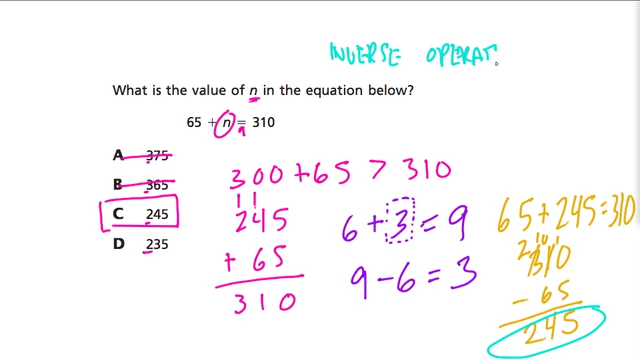 INVERSE OPERAT
What is the value of n in the equation below?
65 + n = 310
A 375
B 365
C 245
D 235
300 + 65 > 310
11
245
+ 65
310
6 + 3 = 9
9 - 6 = 3
65 + 245 = 310
310
- 65
245